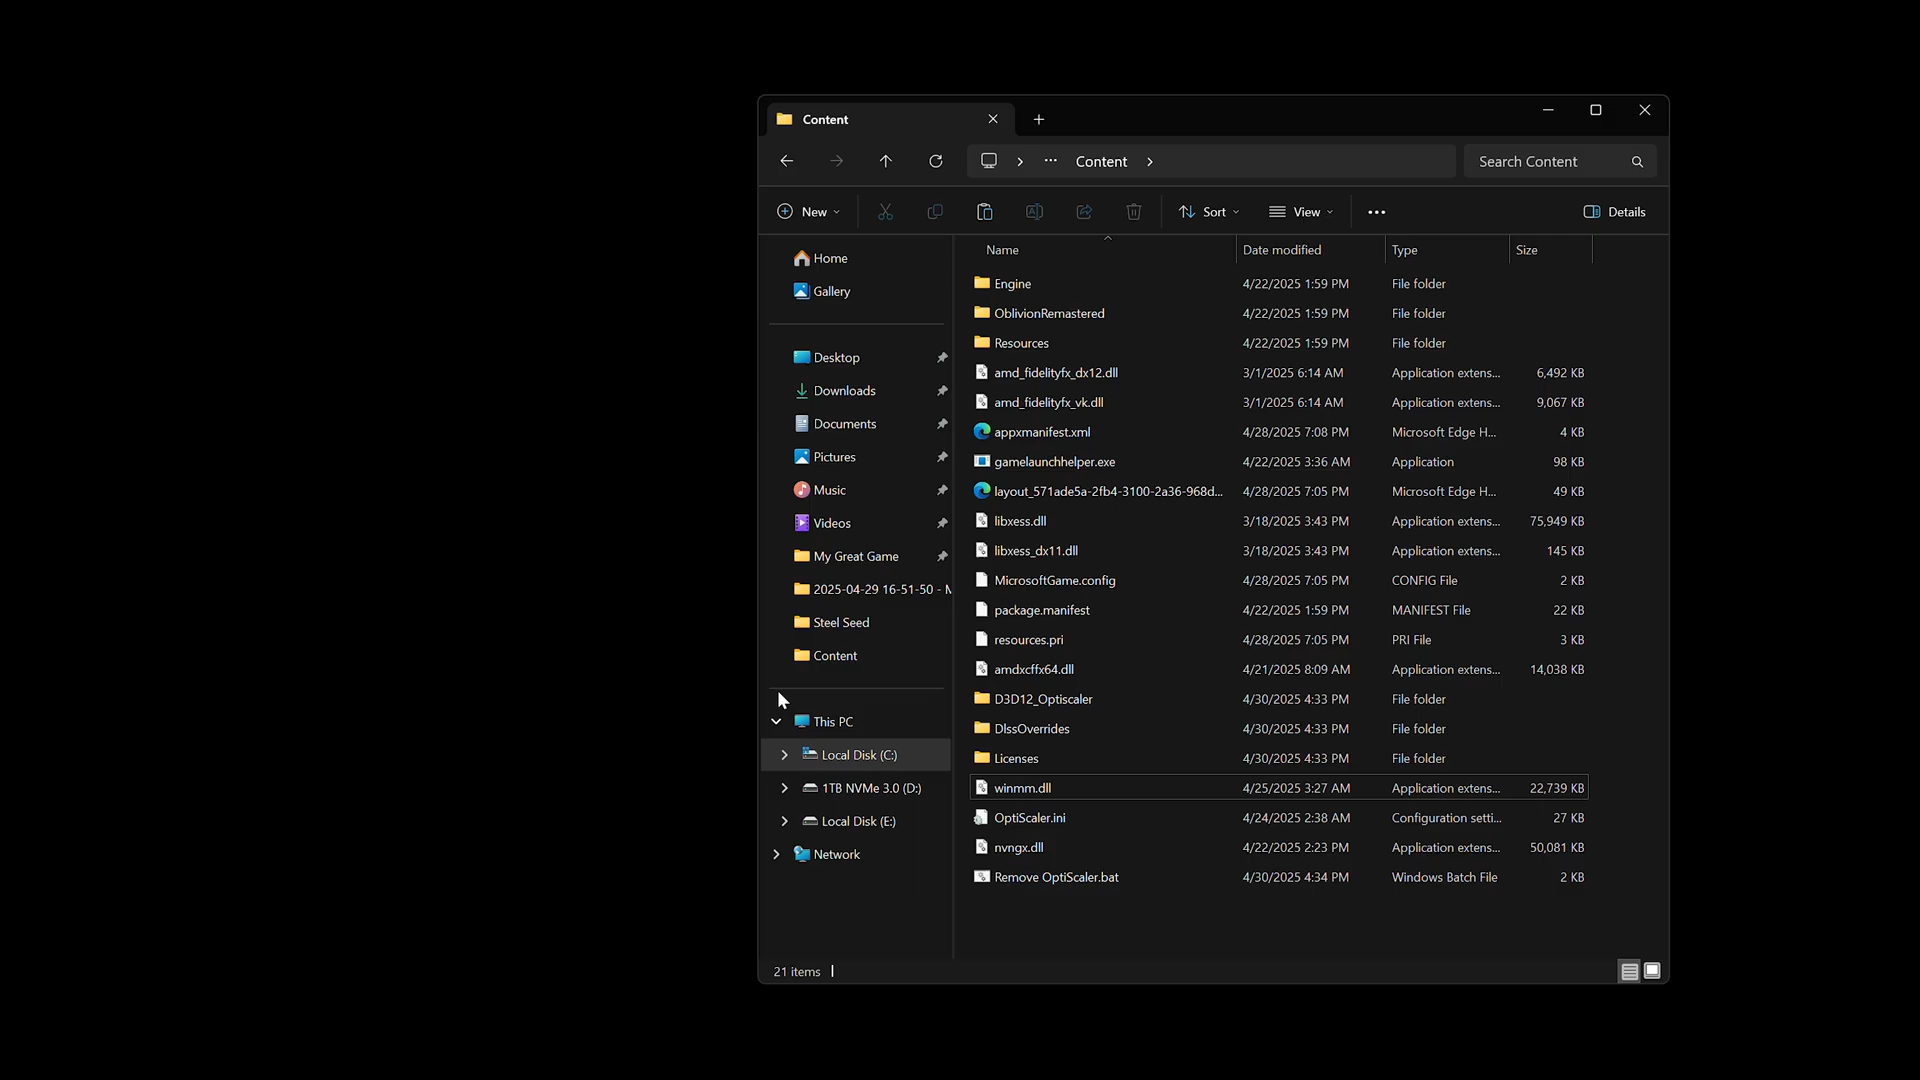 Content
Content
Search Content
New
Sort
View
Details
Name Date modified Type Size
Home
Gallery
Desktop
Downloads
Documents
Pictures
Music
Videos
My Great Game
2025-04-29 16-51-50 - M
Steel Seed
Content
This PC
Local Disk (C:)
1TB NVMe 3.0 (D:)
Local Disk (E:)
Network
Engine 4/22/2025 1:59 PM File folder
OblivionRemastered 4/22/2025 1:59 PM File folder
Resources 4/22/2025 1:59 PM File folder
amd_fidelityfx_dx12.dll 3/1/2025 6:14 AM Application extens... 6,492 KB
amd_fidelityfx_vk.dll 3/1/2025 6:14 AM Application extens... 9,067 KB
appxmanifest.xml 4/28/2025 7:08 PM Microsoft Edge H... 4 KB
gamelaunchhelper.exe 4/22/2025 3:36 AM Application 98 KB
layout_571ade5a-2fb4-3100-2a36-968d... 4/28/2025 7:05 PM Microsoft Edge H... 49 KB
libxess.dll 3/18/2025 3:43 PM Application extens... 75,949 KB
libxess_dx11.dll 3/18/2025 3:43 PM Application extens... 145 KB
MicrosoftGame.config 4/28/2025 7:05 PM CONFIG File 2 KB
package.manifest 4/22/2025 1:59 PM MANIFEST File 22 KB
resources.pri 4/28/2025 7:05 PM PRI File 3 KB
amdxcffx64.dll 4/21/2025 8:09 AM Application extens... 14,038 KB
D3D12_Optiscaler 4/30/2025 4:33 PM File folder
DlssOverrides 4/30/2025 4:33 PM File folder
Licenses 4/30/2025 4:33 PM File folder
winmm.dll 4/25/2025 3:27 AM Application extens... 22,739 KB
OptiScaler.ini 4/24/2025 2:38 AM Configuration setti... 27 KB
nvngx.dll 4/22/2025 2:23 PM Application extens... 50,081 KB
Remove OptiScaler.bat 4/30/2025 4:34 PM Windows Batch File 2 KB
21 items